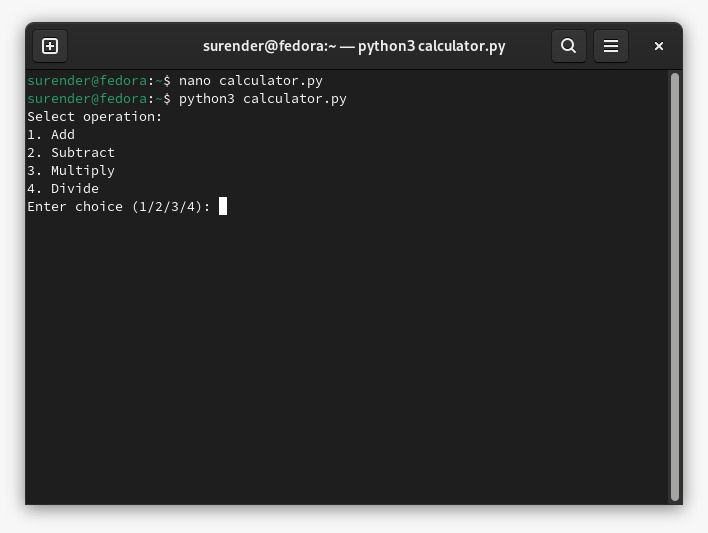 surender@fedora:~ — python3 calculator.py
surender@fedora:~$ nano calculator.py
surender@fedora:~$ python3 calculator.py
Select operation:
1. Add
2. Subtract
3. Multiply
4. Divide
Enter choice (1/2/3/4):